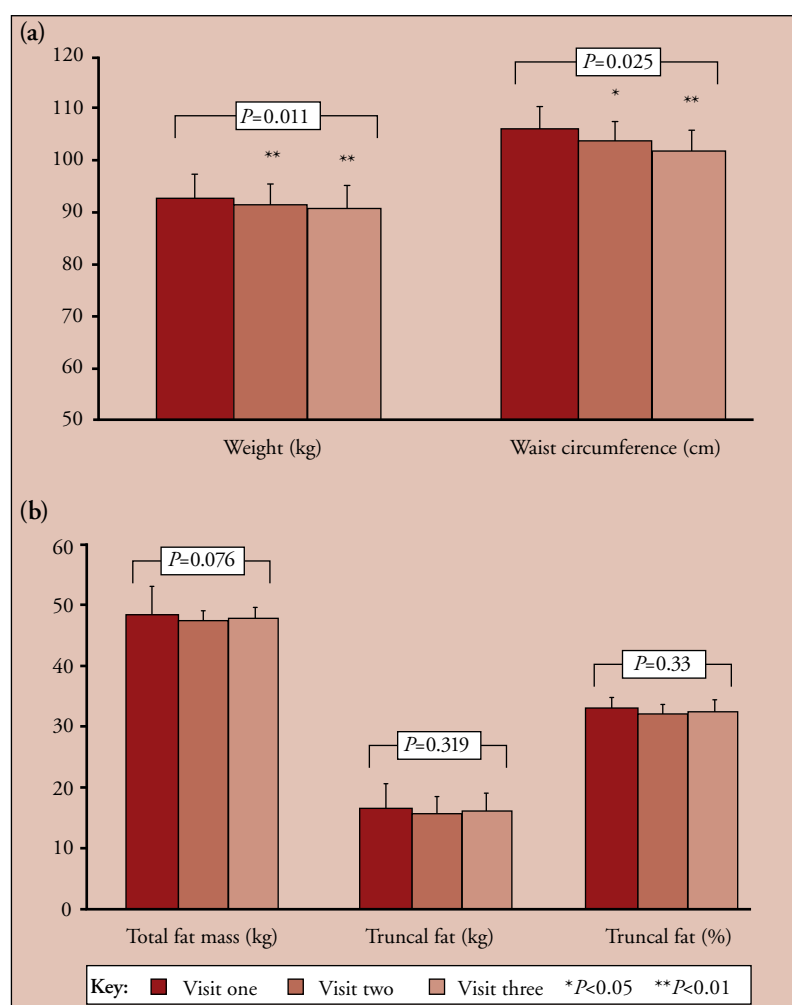 (a)
120
110
100
90
80
70
60
50
P=0.011
** **
P=0.025
* **
Weight (kg) Waist circumference (cm)
(b)
60
50
40
30
20
10
0
P=0.076
P=0.319
P=0.33
Total fat mass (kg) Truncal fat (kg) Truncal fat (%)
Key: Visit one Visit two Visit three *P<0.05 **P<0.01